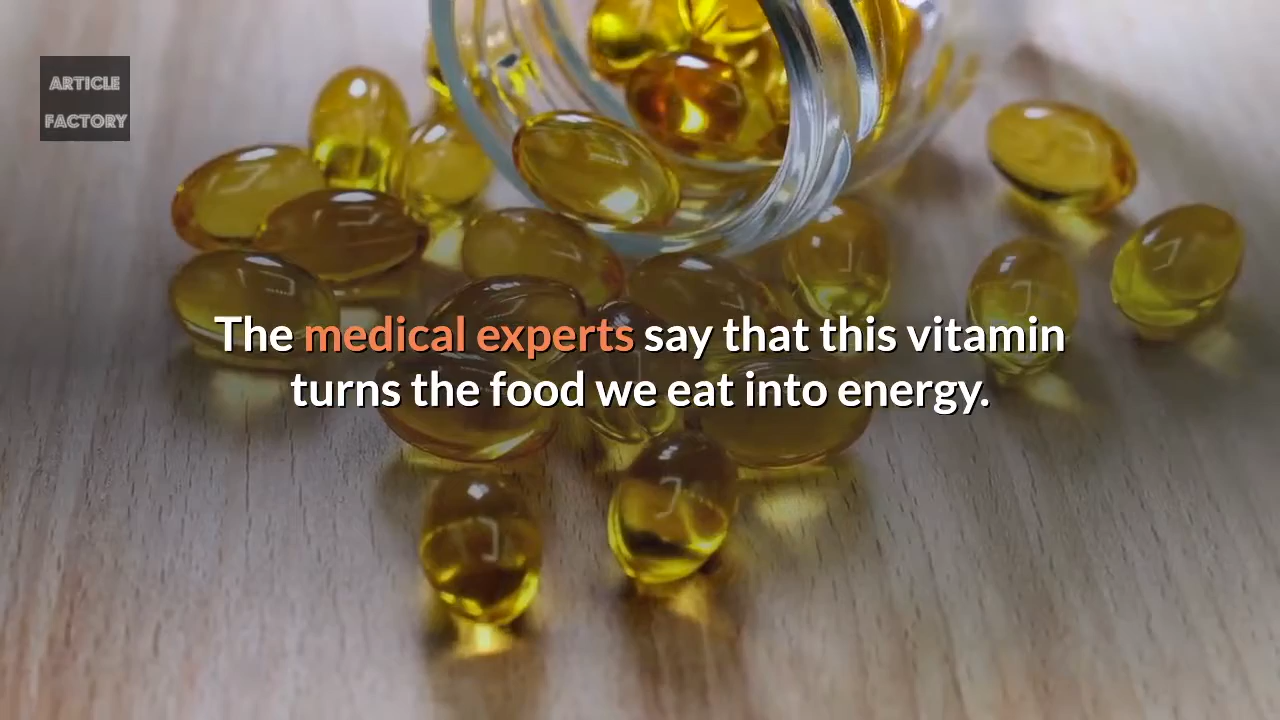 ARTICLE
FACTORY
The medical experts say that this vitamin
turns the food we eat into energy.